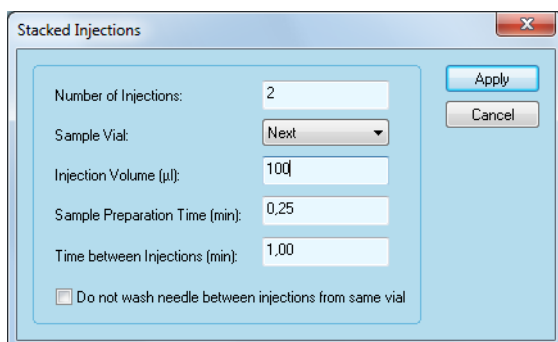 Stacked Injections
Apply
Number of Injections: 2
Cancel
Sample Vial: Next
Injection Volume (µl): 100
Sample Preparation Time (min): 0,25
Time between Injections (min): 1,00
Do not wash needle between injections from same vial